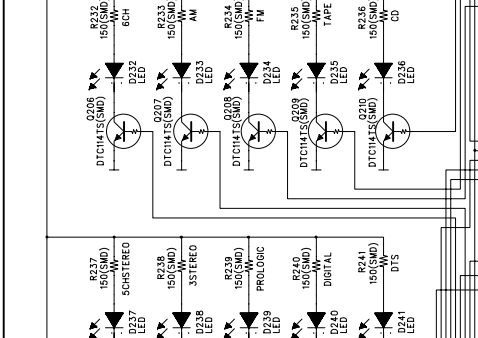 R232
150(SMD)
6CH
R233
150(SMD)
AM
R234
150(SMD)
FM
R235
150(SMD)
TAPE
R236
150(SMD)
CD
D232
LED
D233
LED
D234
LED
D235
LED
D236
LED
Q206
DTC114TS(SMD)
Q207
DTC114TS(SMD)
Q208
DTC114TS(SMD)
Q209
DTC114TS(SMD)
Q210
DTC114TS(SMD)
R237
150(SMD)
5CHSTEREO
R238
150(SMD)
3STEREO
R239
150(SMD)
PROLOGIC
R240
150(SMD)
DIGITAL
R241
150(SMD)
DTS
D237
LED
D238
LED
D239
LED
D240
LED
D241
LED